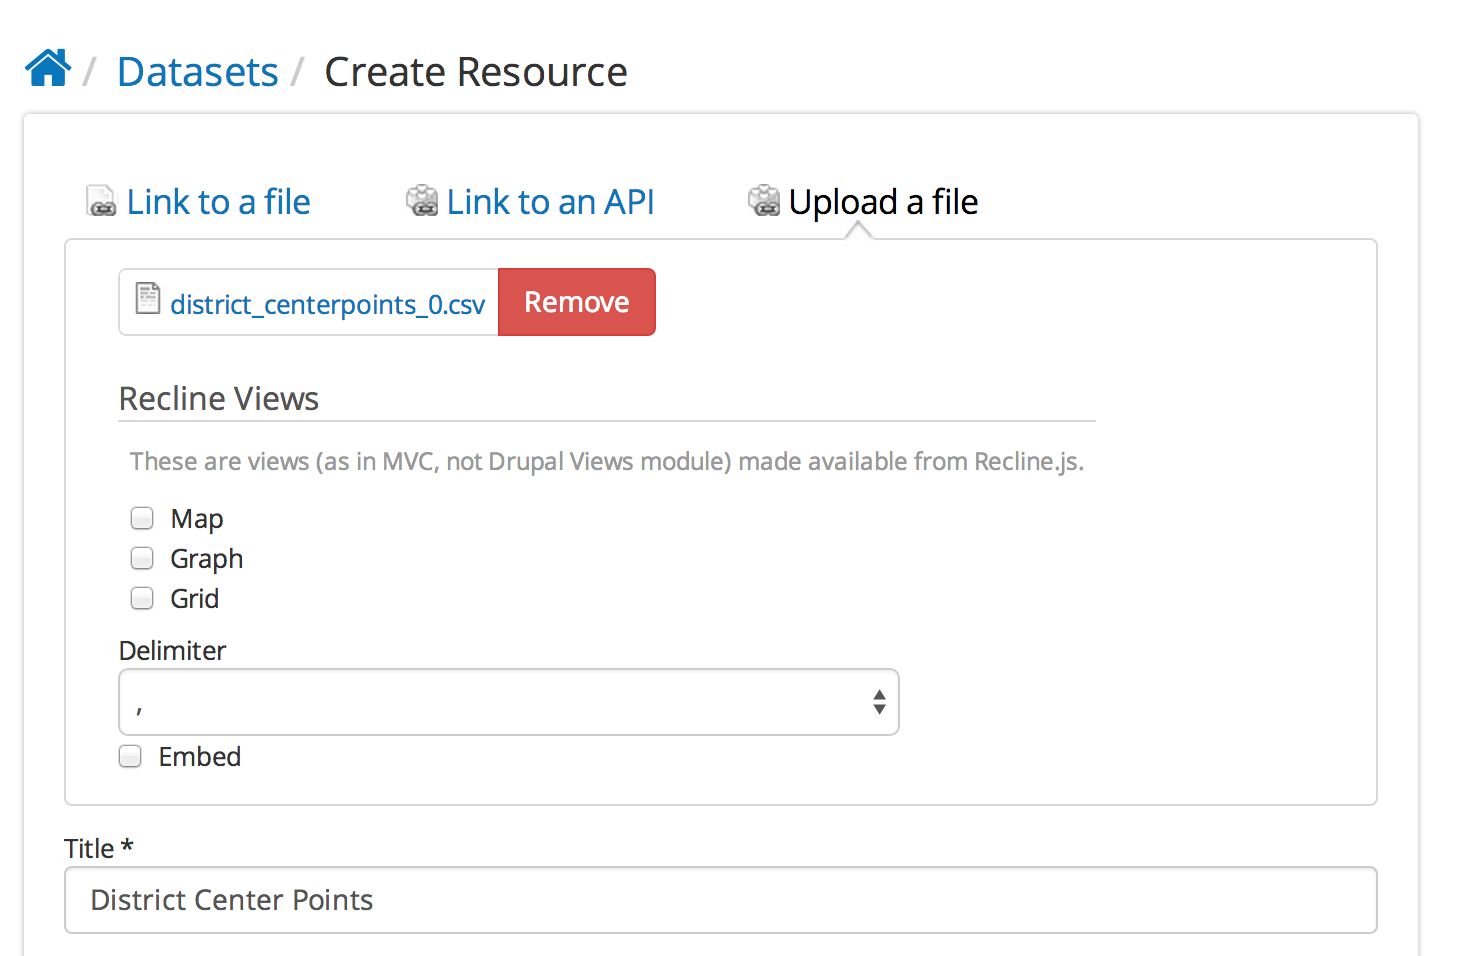 / Datasets / Create Resource
Link to a file Link to an API Upload a file
district_centerpoints_0.csv Remove
Recline Views
These are views (as in MVC, not Drupal Views module) made available from Recline.js.
Map
Graph
Grid
Delimiter
,
Embed
Title *
District Center Points